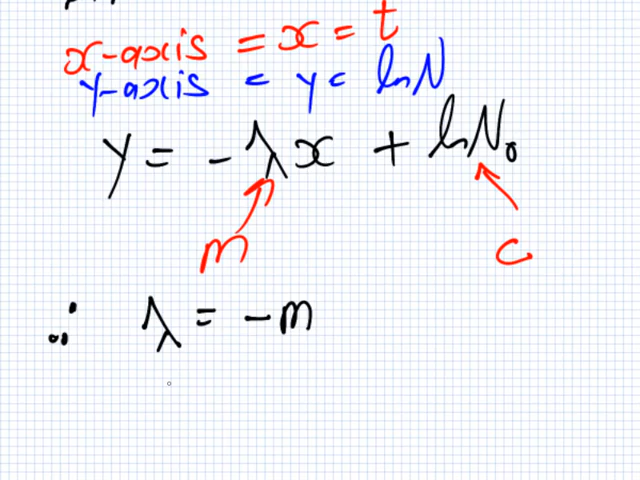 x-axis = x = t
y-axis = y = lnN
y = -λx + lnN₀
m c
∴ λ = -m